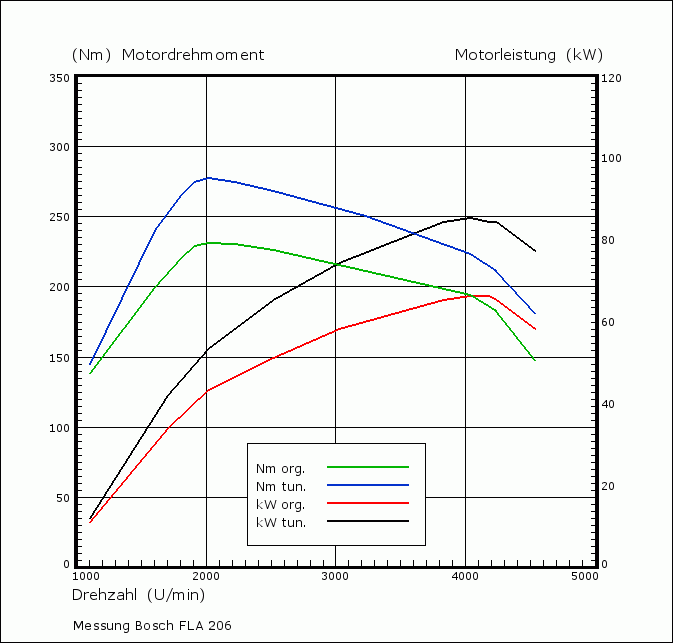 (Nm) Motordrehmoment Motorleistung (kW)
350 120
300 100
250 80
200 60
150 40
100 20
50 0
0
Nm org.
Nm tun.
kW org.
kW tun.
1000 2000 3000 4000 5000
Drehzahl (U/min)
Messung Bosch FLA 206